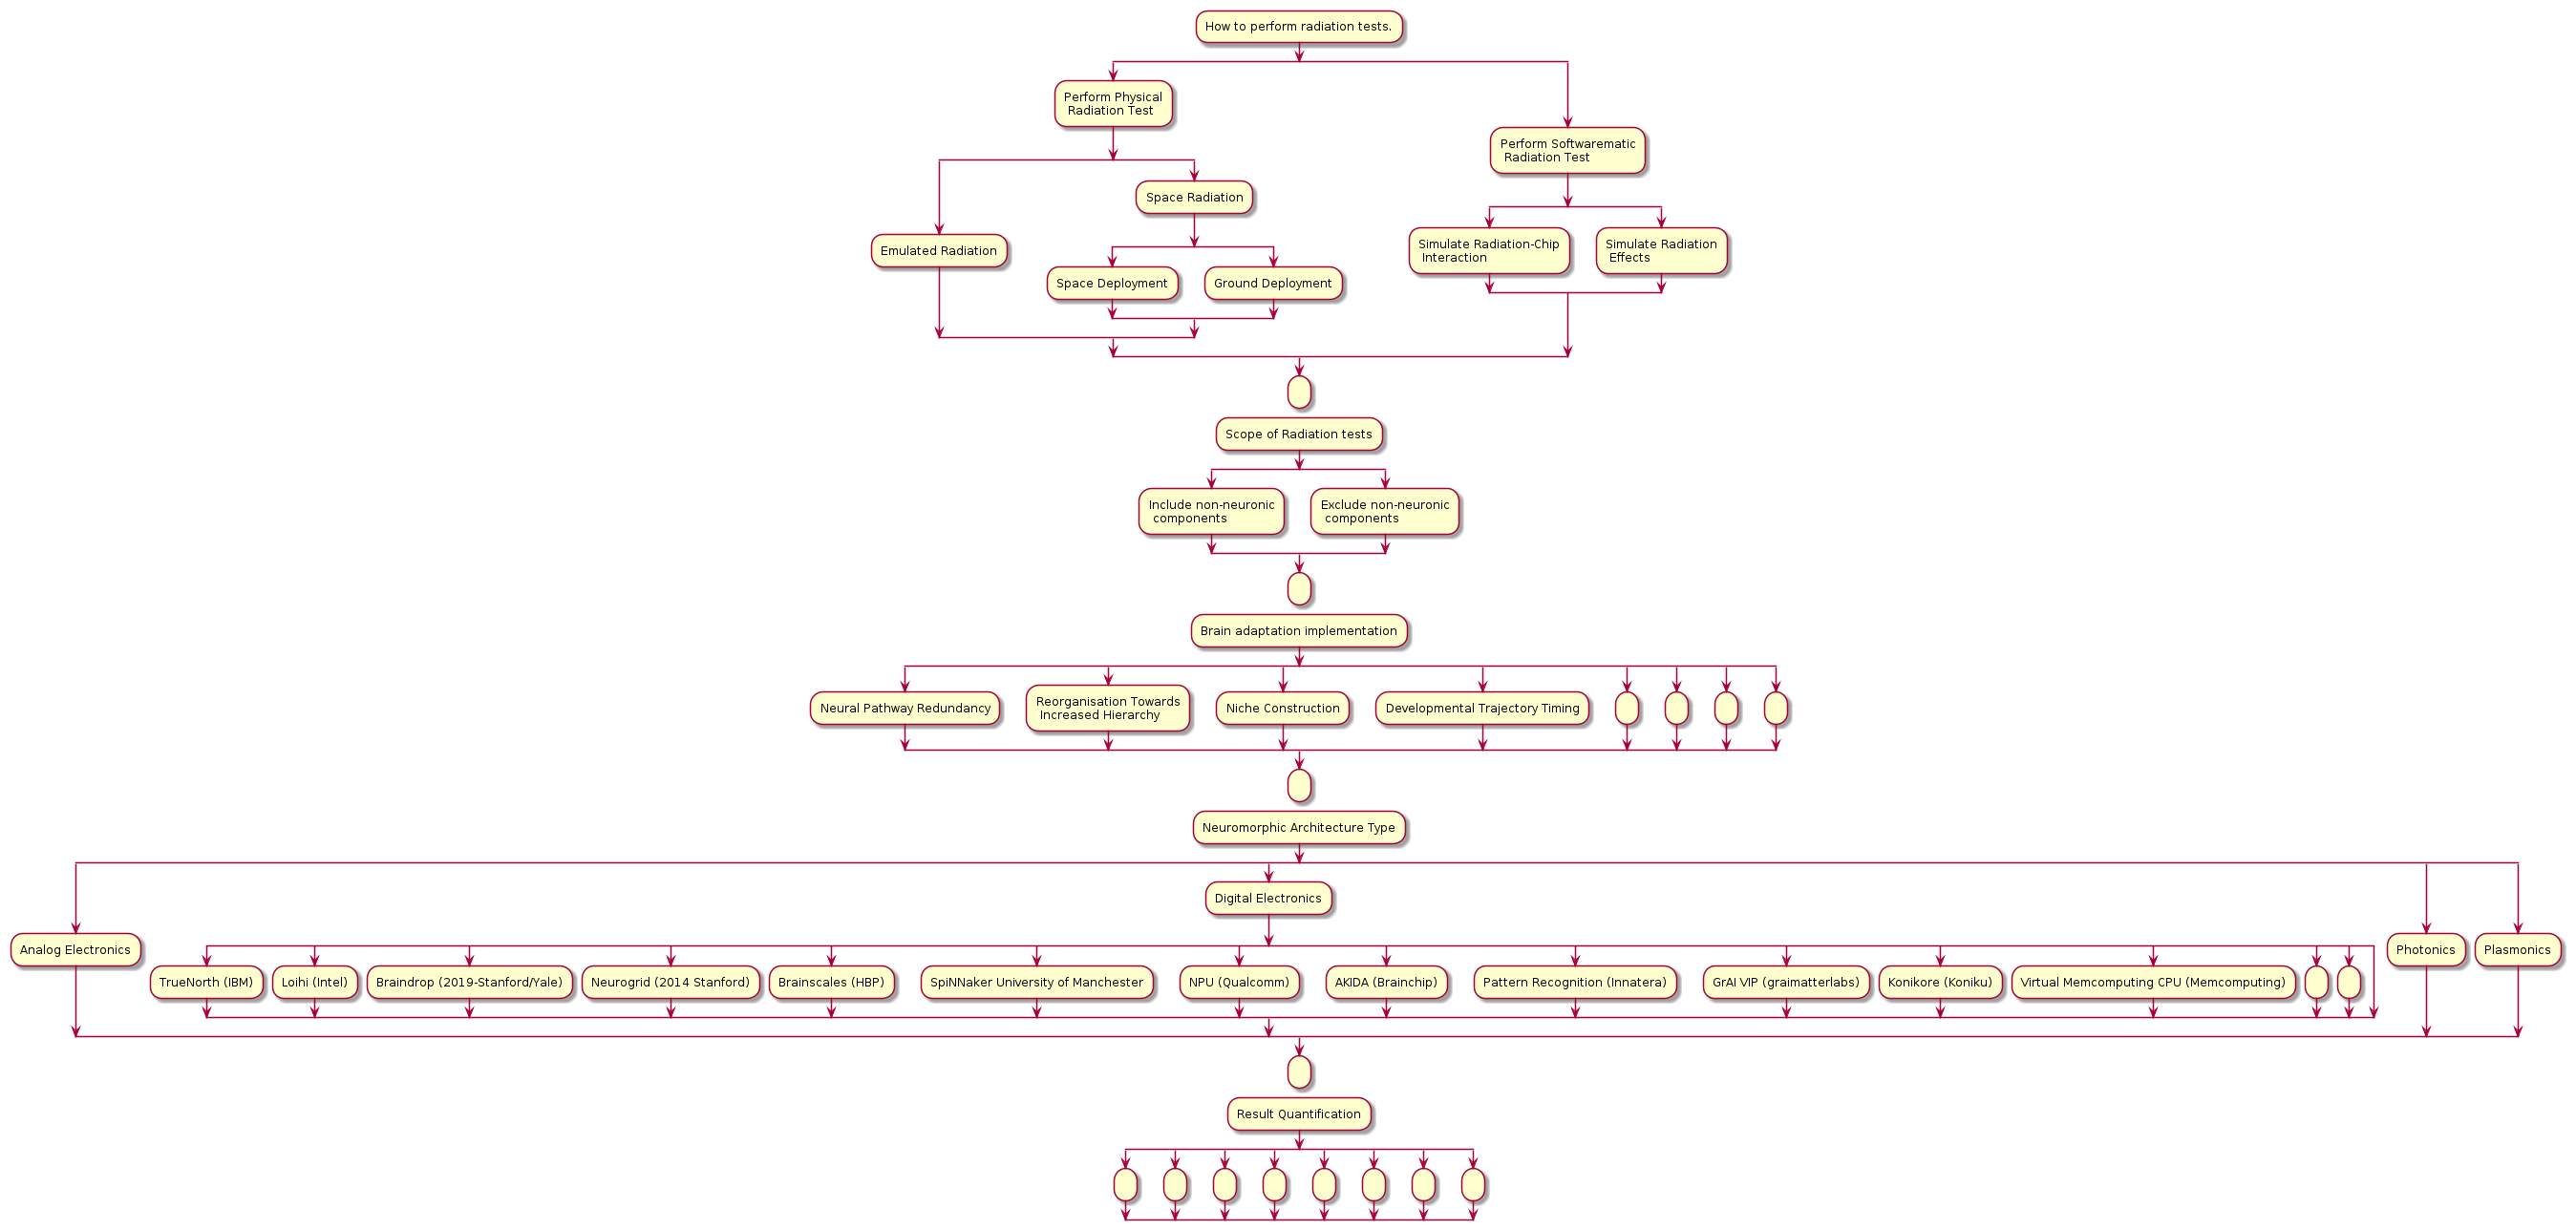 How to perform radiation tests.
Perform Physical
Radiation Test
Perform Softwarematic
Radiation Test
Space Radiation
Emulated Radiation
Simulate Radiation-Chip
Interaction
Simulate Radiation
Effects
Space Deployment
Ground Deployment
Scope of Radiation tests
Include non-neuronic
components
Exclude non-neuronic
components
Brain adaptation implementation
Neural Pathway Redundancy
Reorganisation Towards
Increased Hierarchy
Niche Construction
Developmental Trajectory Timing
Neuromorphic Architecture Type
Digital Electronics
Analog Electronics
Photonics
Plasmonics
TrueNorth (IBM)
Loihi (Intel)
Braindrop (2019-Stanford/Yale)
Neurogrid (2014 Stanford)
Brainscales (HBP)
SpiNNaker University of Manchester
NPU (Qualcomm)
AKIDA (Brainchip)
Pattern Recognition (Innatera)
GrAI VIP (graimatterlabs)
Konikore (Koniku)
Virtual Memcomputing CPU (Memcomputing)
Result Quantification